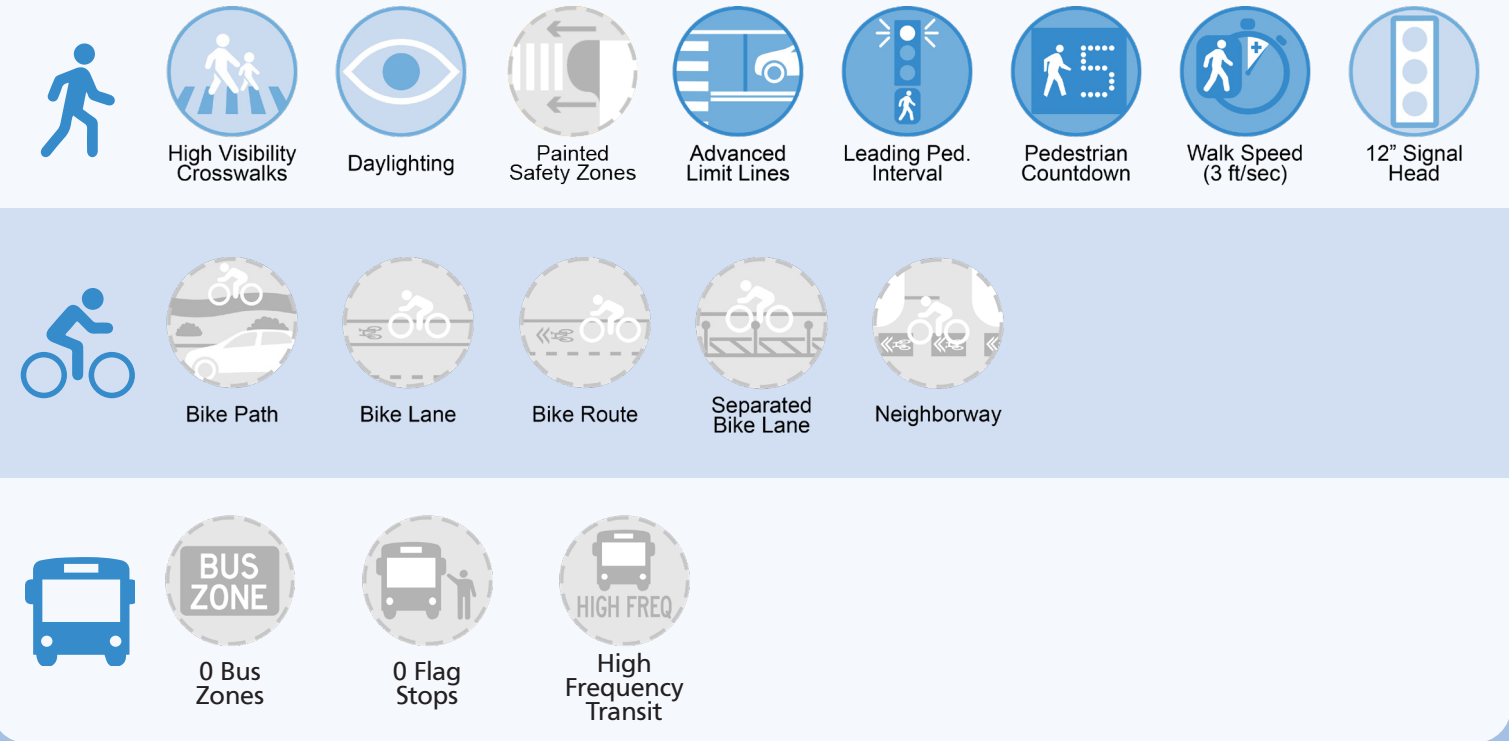 High Visibility
Crosswalks
Daylighting
Painted
Safety Zones
Advanced
Limit Lines
Leading Ped.
Interval
5
Pedestrian
Countdown
Walk Speed
(3 ft/sec)
12” Signal
Head
Bike Path
Bike Lane
Bike Route
Separated
Bike Lane
Neighborway
BUS
ZONE
0 Bus
Zones
0 Flag
Stops
HIGH FREQ
High
Frequency
Transit